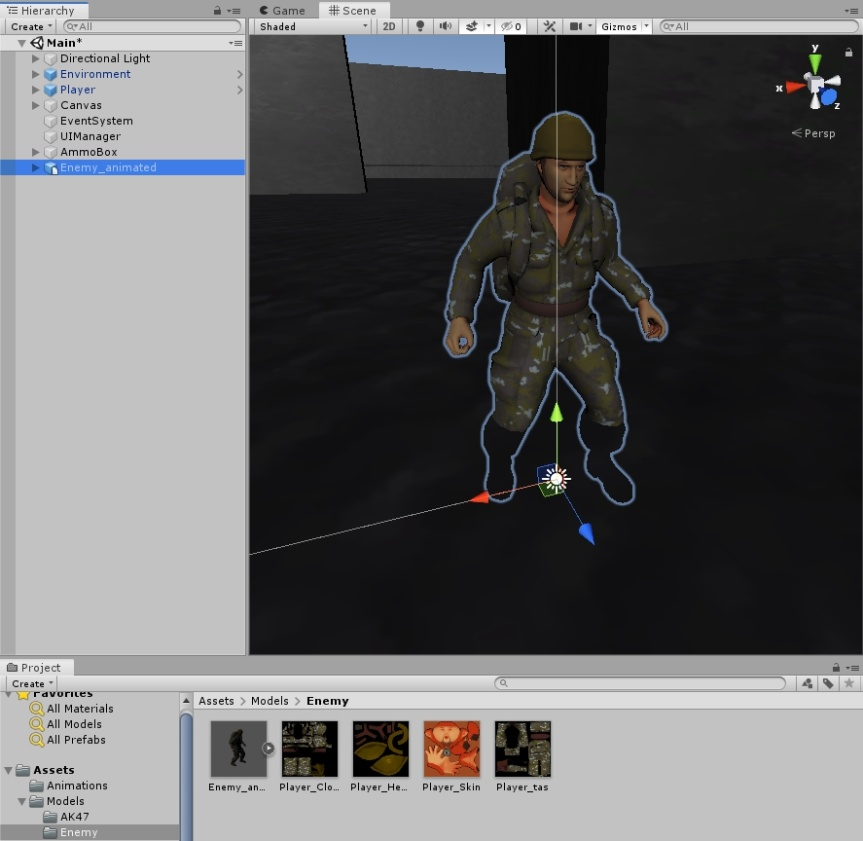 Hierarchy
Create All
Main*
Directional Light
Environment
Player
Canvas
EventSystem
UIManager
AmmoBox
Enemy_animated
Game Scene
Shaded 2D 0 Gizmos All
y
x
z
Persp
Project
Create
Favorites
All Materials
All Models
All Prefabs
Assets
Animations
Models
AK47
Enemy
Assets > Models > Enemy
Enemy_an... Player_Clo... Player_He... Player_Skin Player_tas